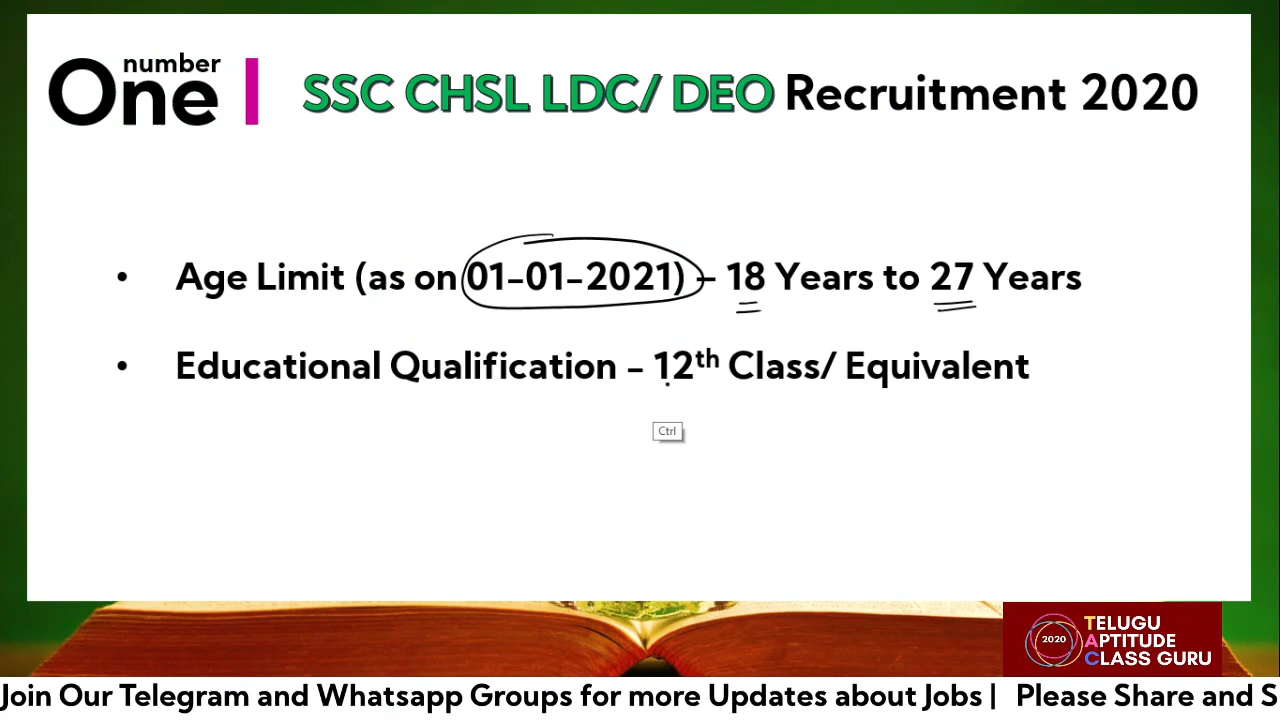 number
One
SSC CHSL LDC/ DEO Recruitment 2020
• Age Limit (as on 01-01-2021) – 18 Years to 27 Years
• Educational Qualification – 12th Class/ Equivalent
Ctrl
2020
TELUGU
APTITUDE
CLASS GURU
Join Our Telegram and Whatsapp Groups for more Updates about Jobs | Please Share and S